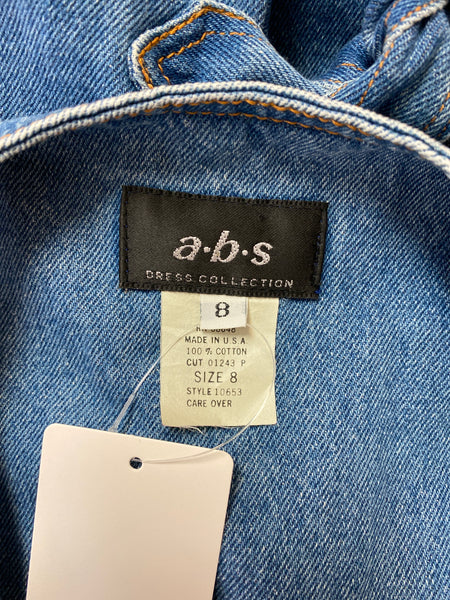 a·b·s
DRESS COLLECTION
8
MADE IN U.S.A
100 % COTTON
CUT 01243 P
SIZE 8
STYLE 10653
CARE OVER